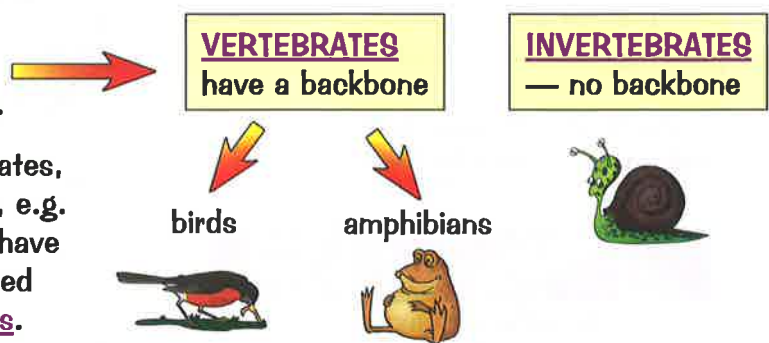 VERTEBRATES
have a backbone
INVERTEBRATES
— no backbone
.
ates,
, e.g.
have
ed
s.
birds
amphibians